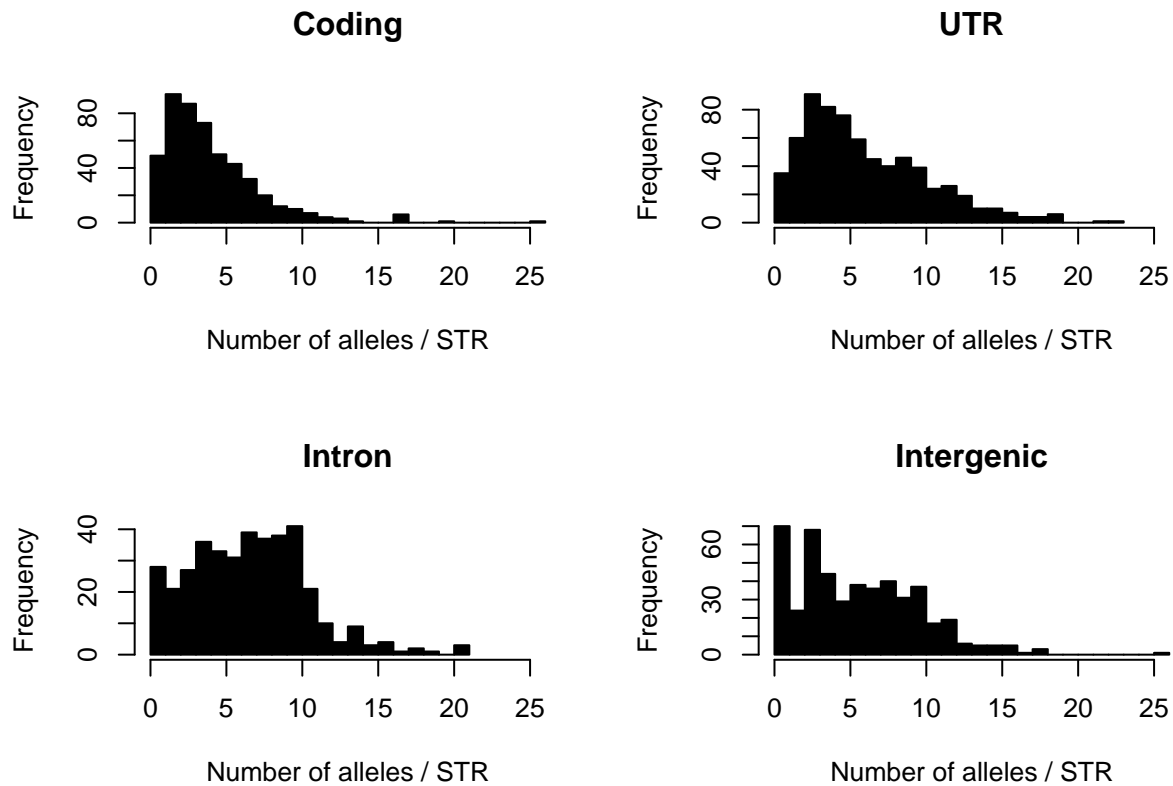 Coding
Frequency
0 40 80
0 5 10 15 20 25
Number of alleles / STR
UTR
Frequency
0 40 80
0 5 10 15 20 25
Number of alleles / STR
Intron
Frequency
0 20 40
0 5 10 15 20 25
Number of alleles / STR
Intergenic
Frequency
0 30 60
0 5 10 15 20 25
Number of alleles / STR